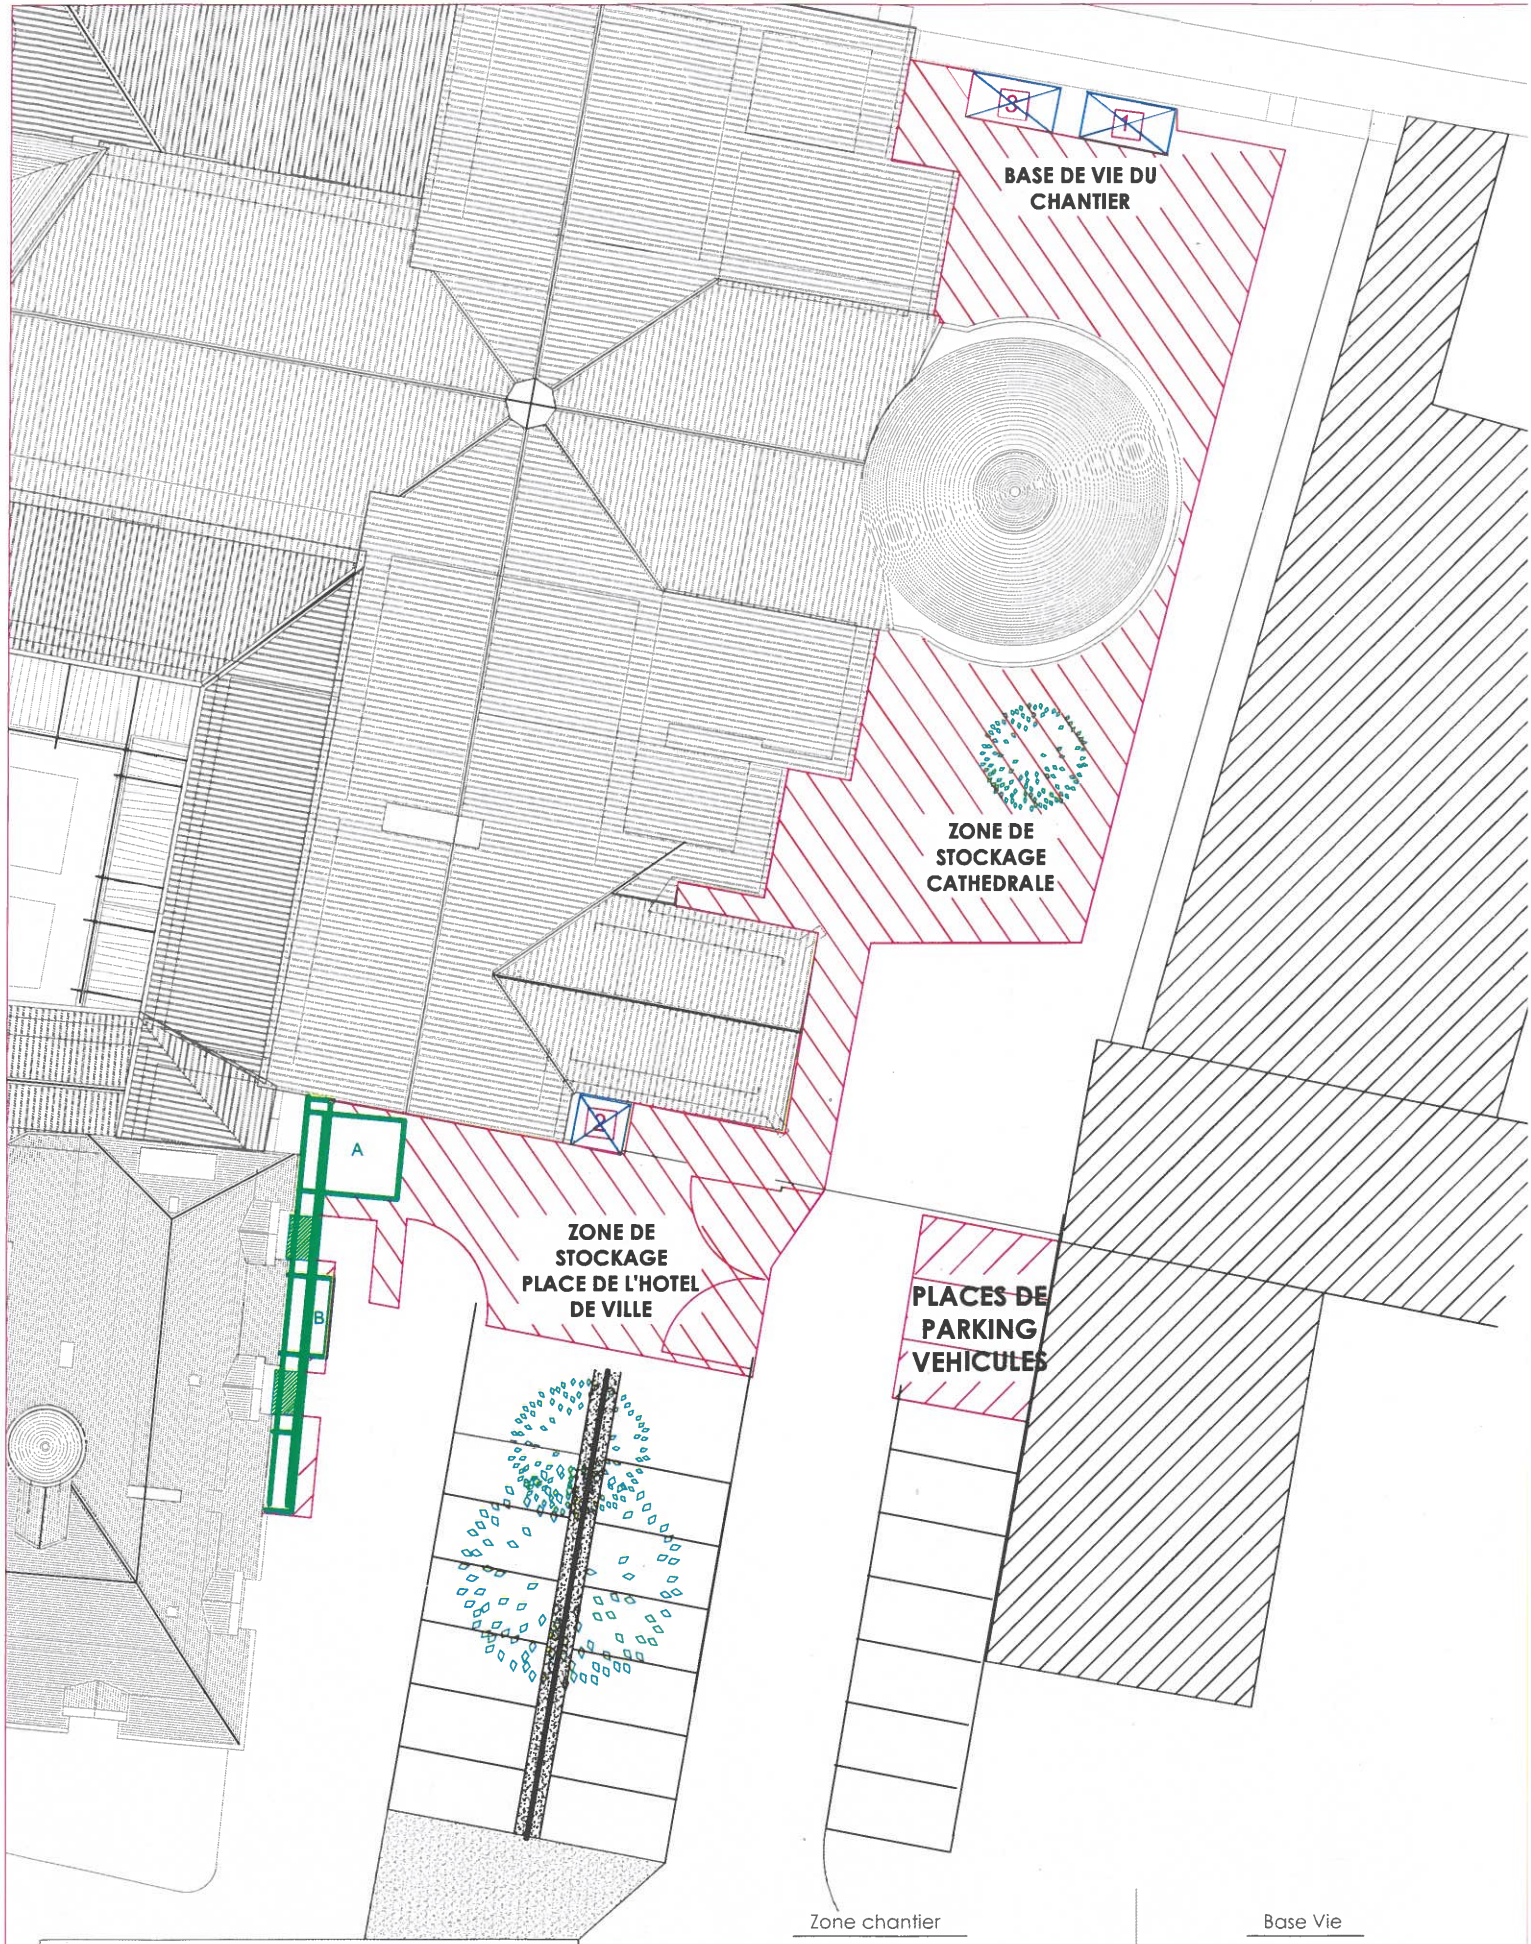 3
1
BASE DE VIE DU
CHANTIER
ZONE DE
STOCKAGE
CATHEDRALE
2
A
ZONE DE
STOCKAGE
PLACE DE L'HOTEL
DE VILLE
B
PLACES DE
PARKING
VEHICULES
Zone chantier
Base Vie